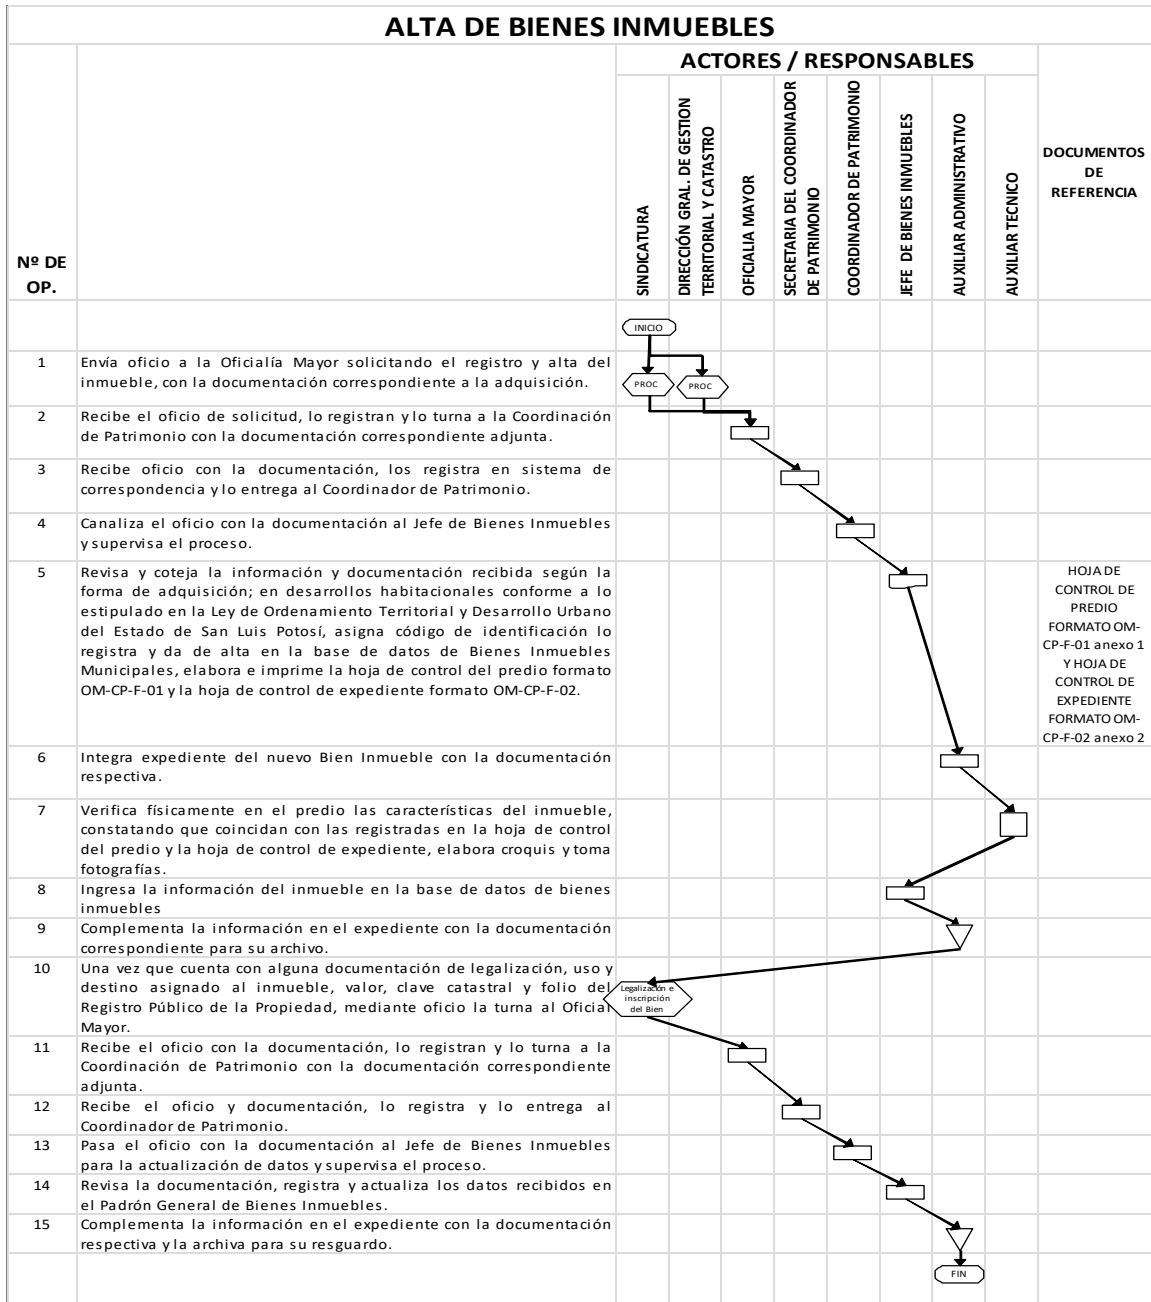 ALTA DE BIENES INMUEBLES
ACTORES / RESPONSABLES
Nº DE
OP.
SINDICATURA
DIRECCIÓN GRAL. DE GESTION
TERRITORIAL Y CATASTRO
OFICIALIA MAYOR
SECRETARIA DEL COORDINADOR
DE PATRIMONIO
COORDINADOR DE PATRIMONIO
JEFE DE BIENES INMUEBLES
AUXILIAR ADMINISTRATIVO
AUXILIAR TECNICO
DOCUMENTOS
DE
REFERENCIA
INICIO
1
Envía oficio a la Oficialía Mayor solicitando el registro y alta del
inmueble, con la documentación correspondiente a la adquisición.
PROC
PROC
2
Recibe el oficio de solicitud, lo registran y lo turna a la Coordinación
de Patrimonio con la documentación correspondiente adjunta.
3
Recibe oficio con la documentación, los registra en sistema de
correspondencia y lo entrega al Coordinador de Patrimonio.
4
Canaliza el oficio con la documentación al Jefe de Bienes Inmuebles
y supervisa el proceso.
5
Revisa y coteja la información y documentación recibida según la
forma de adquisición; en desarrollos habitacionales conforme a lo
estipulado en la Ley de Ordenamiento Territorial y Desarrollo Urbano
del Estado de San Luis Potosí, asigna código de identificación lo
registra y da de alta en la base de datos de Bienes Inmuebles
Municipales, elabora e imprime la hoja de control del predio formato
OM-CP-F-01 y la hoja de control de expediente formato OM-CP-F-02.
HOJA DE
CONTROL DE
PREDIO
FORMATO OM-
CP-F-01 anexo 1
Y HOJA DE
CONTROL DE
EXPEDIENTE
FORMATO OM-
CP-F-02 anexo 2
6
Integra expediente del nuevo Bien Inmueble con la documentación
respectiva.
7
Verifica físicamente en el predio las características del inmueble,
constatando que coincidan con las registradas en la hoja de control
del predio y la hoja de control de expediente, elabora croquis y toma
fotografías.
8
Ingresa la información del inmueble en la base de datos de bienes
inmuebles
9
Complementa la información en el expediente con la documentación
correspondiente para su archivo.
10
Una vez que cuenta con alguna documentación de legalización, uso y
destino asignado al inmueble, valor, clave catastral y folio del
Registro Público de la Propiedad, mediante oficio la turna al Oficial
Mayor.
Legalización e
inscripción
del Bien
11
Recibe el oficio con la documentación, lo registran y lo turna a la
Coordinación de Patrimonio con la documentación correspondiente
adjunta.
12
Recibe el oficio y documentación, lo registra y lo entrega al
Coordinador de Patrimonio.
13
Pasa el oficio con la documentación al Jefe de Bienes Inmuebles
para la actualización de datos y supervisa el proceso.
14
Revisa la documentación, registra y actualiza los datos recibidos en
el Padrón General de Bienes Inmuebles.
15
Complementa la información en el expediente con la documentación
respectiva y la archiva para su resguardo.
FIN